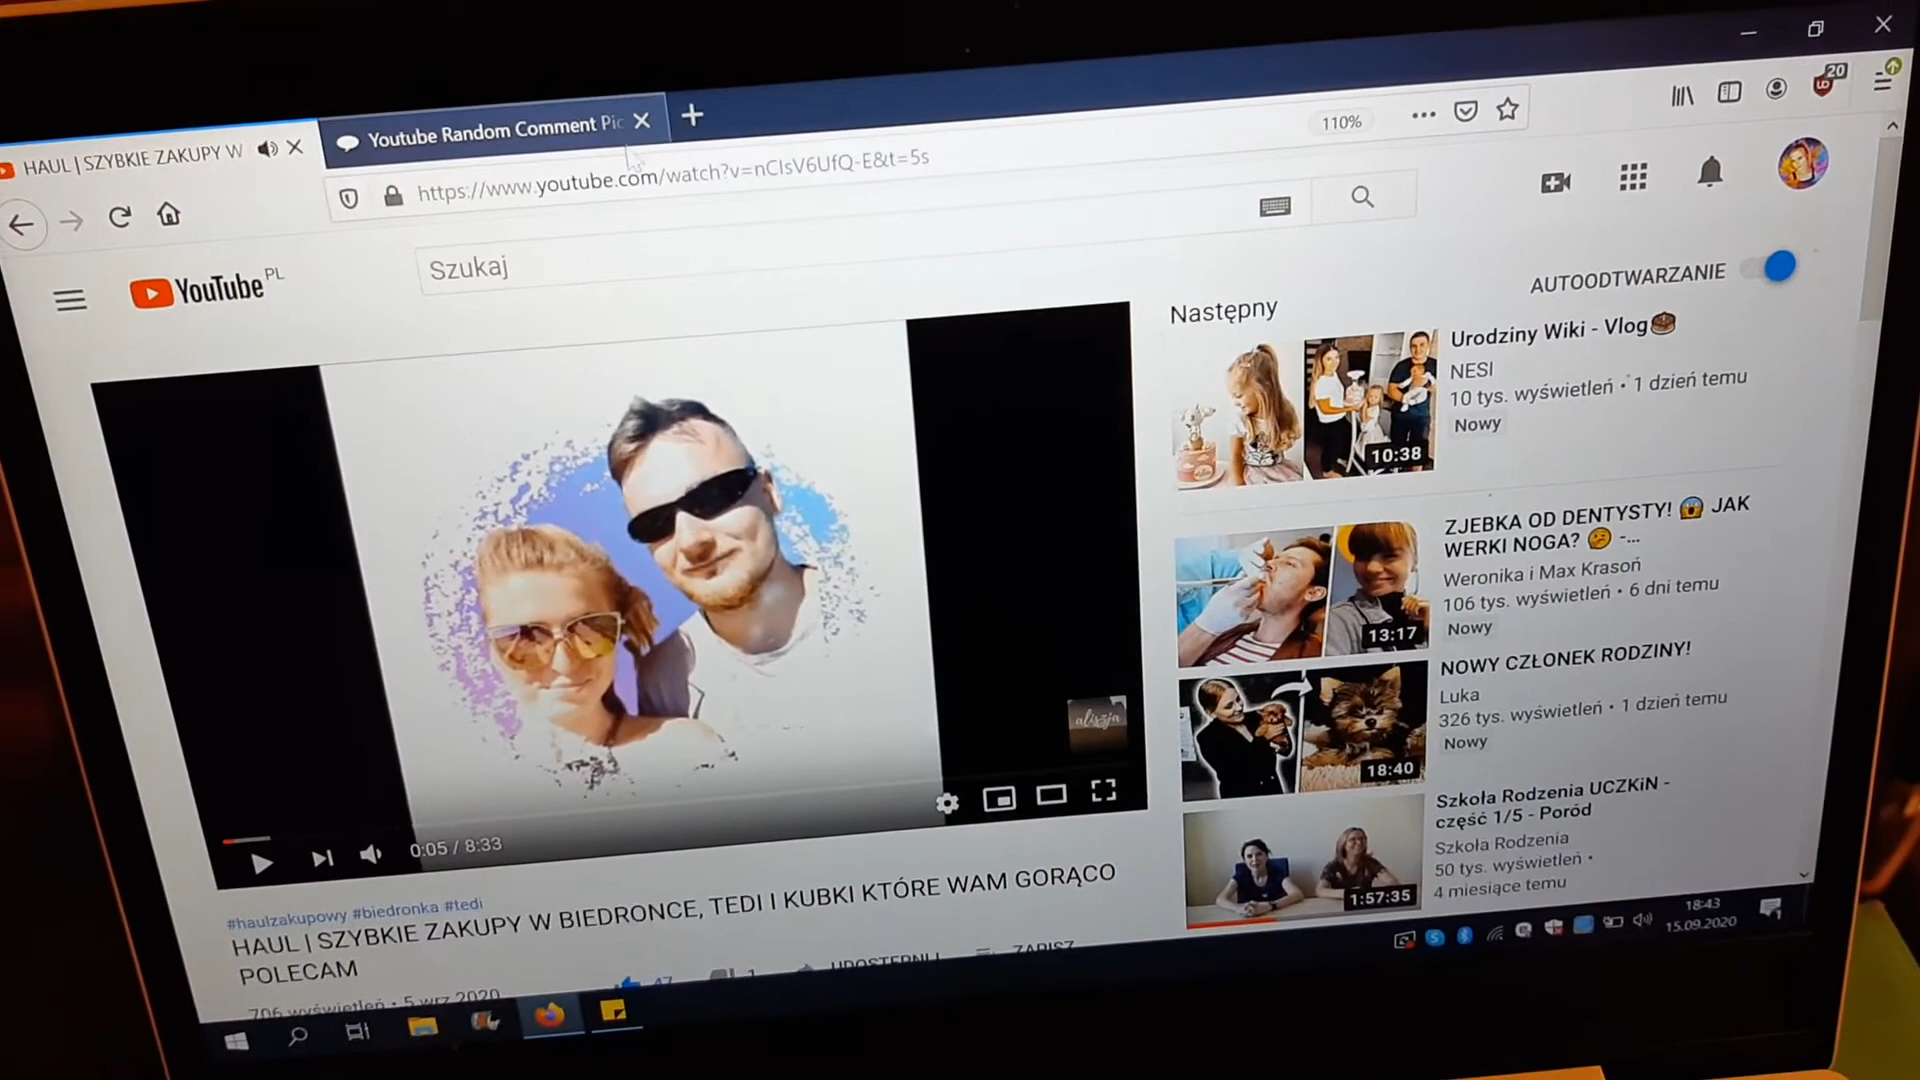 HAUL | SZYBKIE ZAKUPY W
Youtube Random Comment Pic
20
https://www.youtube.com/watch?v=nCIsV6UfQ-E&t=5s
110%
YouTube PL
Szukaj
AUTOODTWARZANIE
Następny
Urodziny Wiki - Vlog
NESI
10 tys. wyświetleń • 1 dzień temu
Nowy
10:38
ZJEBKA OD DENTYSTY! 😱 JAK
WERKI NOGA? 🤔 -...
Weronika i Max Krasoń
106 tys. wyświetleń • 6 dni temu
Nowy
13:17
NOWY CZŁONEK RODZINY!
Luka
326 tys. wyświetleń • 1 dzień temu
Nowy
18:40
Szkoła Rodzenia UCZKiN -
część 1/5 - Poród
Szkoła Rodzenia
50 tys. wyświetleń •
4 miesiące temu
1:57:35
aliszja
0:05 / 8:33
#haulzakupowy #biedronka #tedi
HAUL | SZYBKIE ZAKUPY W BIEDRONCE, TEDI I KUBKI KTÓRE WAM GORĄCO
POLECAM
706 wyświetleń • 5 wrz 2020
47
1
UDOSTĘPNIJ
ZAPISZ
18:43
15.09.2020